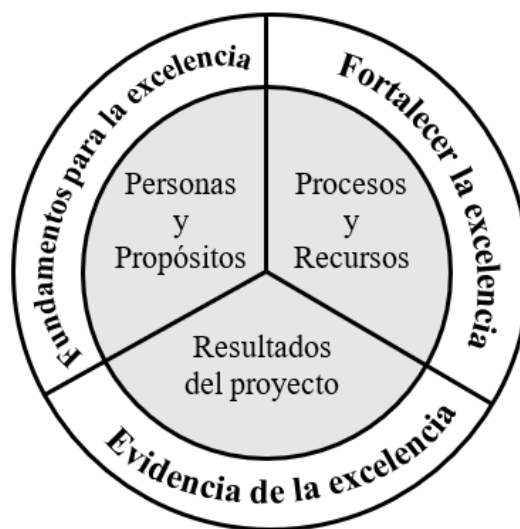 Fundamentos para la excelencia
Fortalecer la excelencia
Personas
y
Propósitos
Procesos
y
Recursos
Resultados
del proyecto
Evidencia de la excelencia